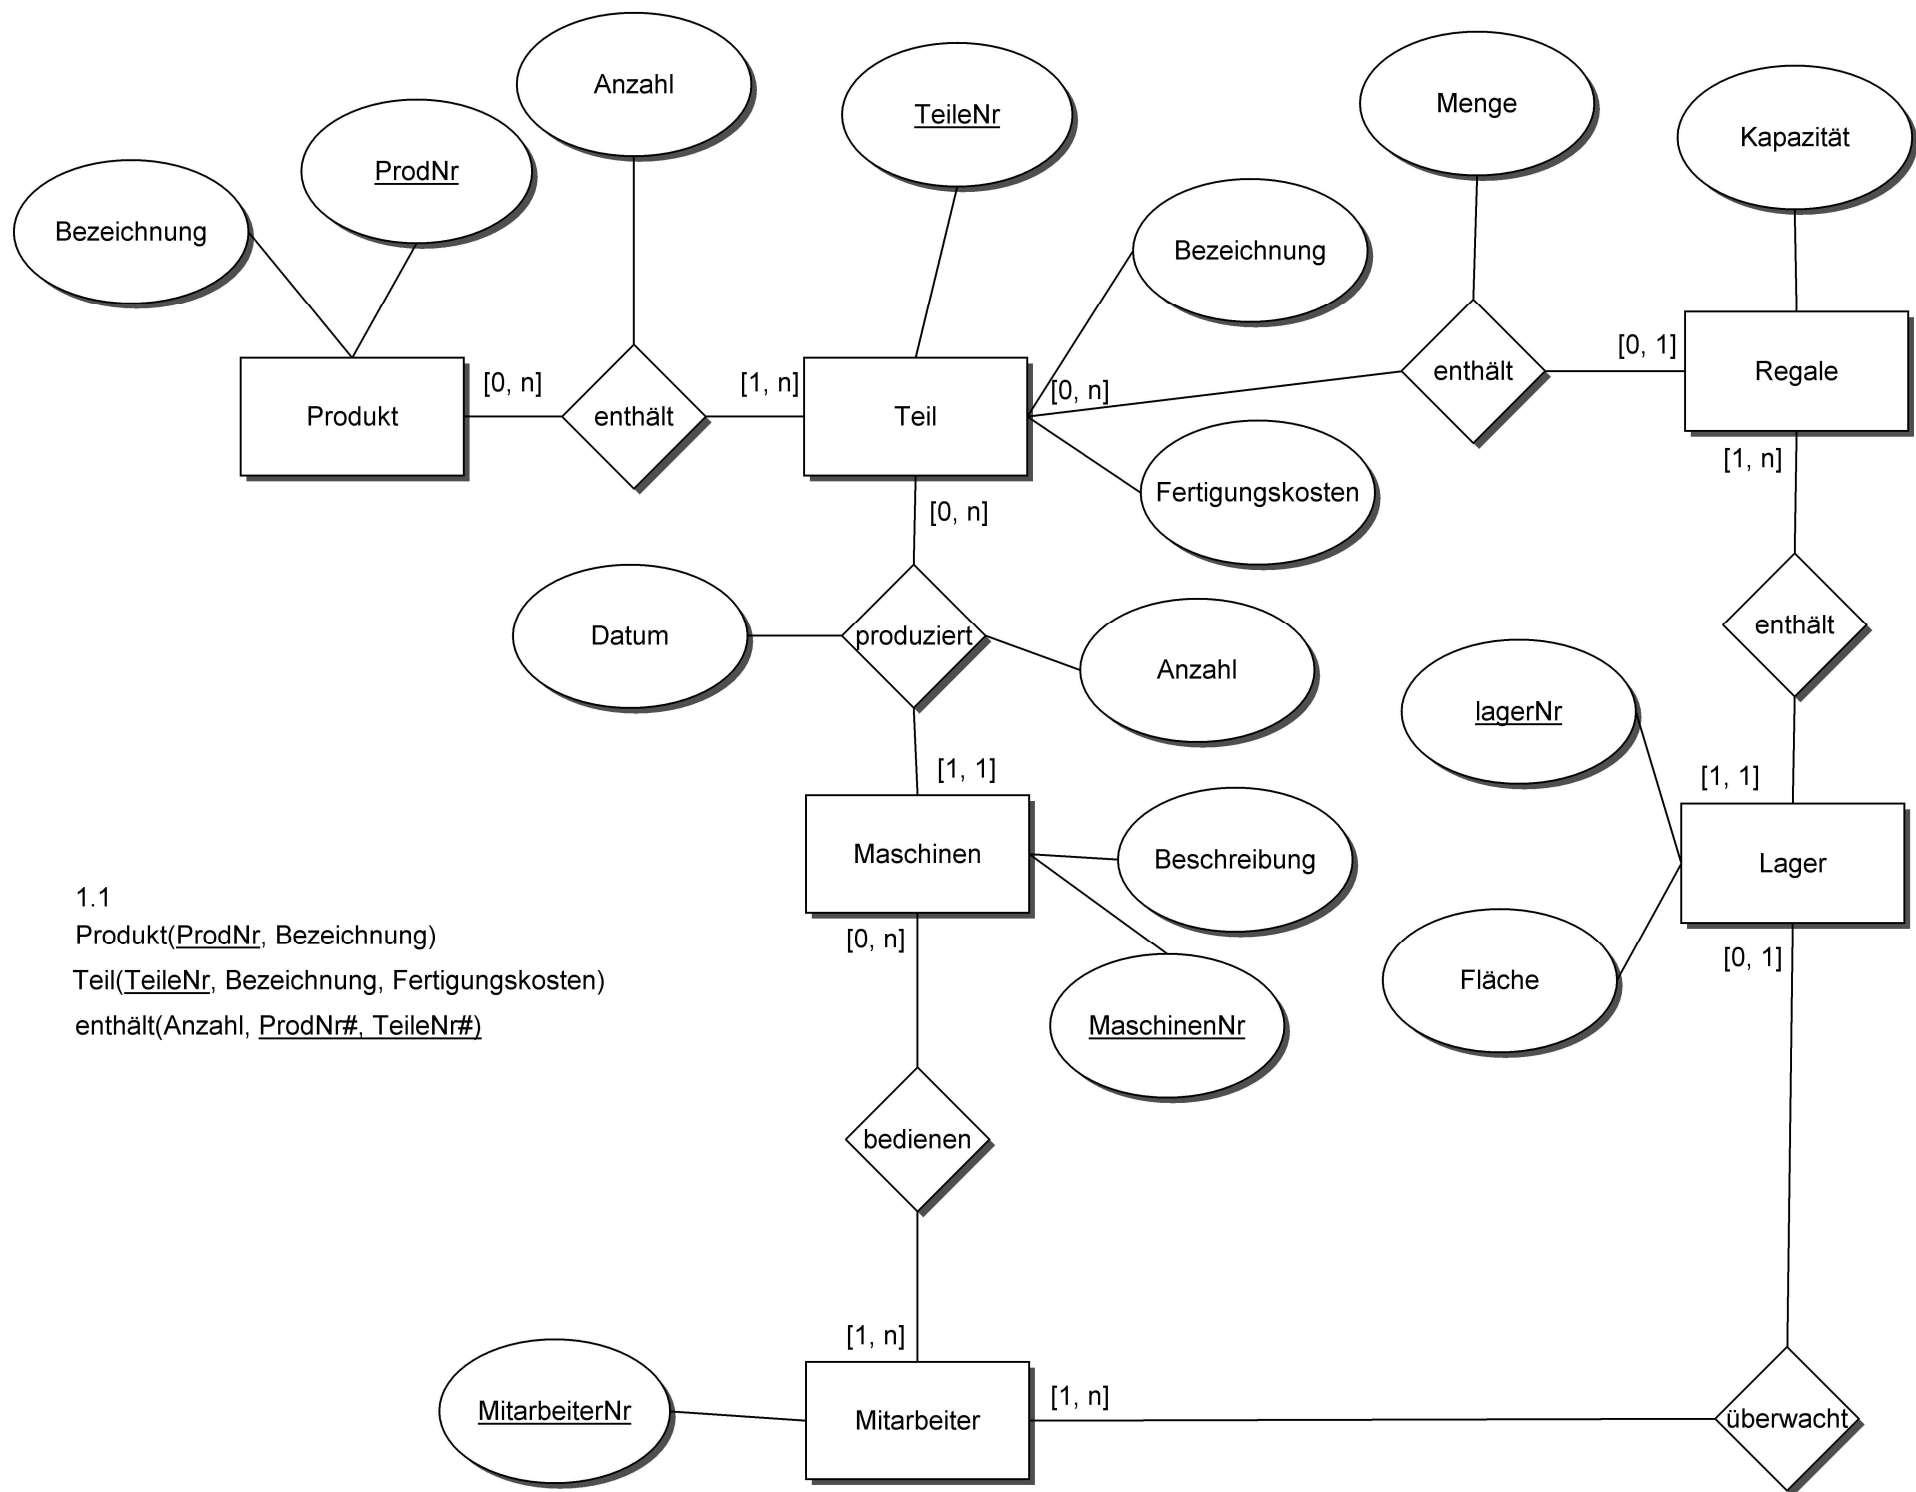 Anzahl
TeileNr
Menge
Kapazität
ProdNr
Bezeichnung
Bezeichnung
[0, n]
[1, n]
[0, n]
[0, 1]
Produkt
enthält
Teil
enthält
Regale
[1, n]
Fertigungskosten
[0, n]
Datum
produziert
Anzahl
enthält
lagerNr
[1, 1]
[1, 1]
Maschinen
Beschreibung
Lager
1.1
Produkt(ProdNr, Bezeichnung)
Teil(TeileNr, Bezeichnung, Fertigungskosten)
enthält(Anzahl, ProdNr#, TeileNr#)
[0, n]
[0, 1]
Fläche
MaschinenNr
bedienen
[1, n]
MitarbeiterNr
Mitarbeiter
[1, n]
überwacht